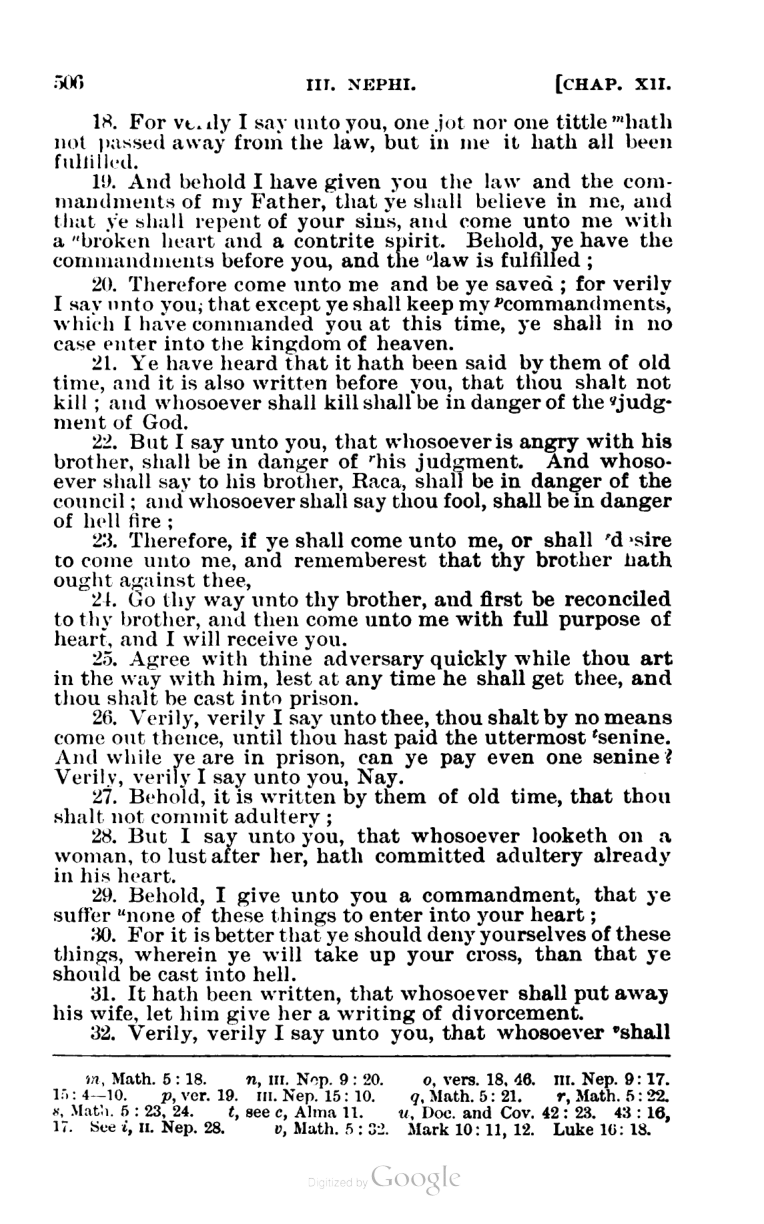 506 III. NEPHI. [CHAP. XII.
18. For verily I say unto you, one jot nor one tittle ᵐhath
not passed away from the law, but in me it hath all been
fulfilled.
19. And behold I have given you the law and the com-
mandments of my Father, that ye shall believe in me, and
that ye shall repent of your sins, and come unto me with
a ⁿbroken heart and a contrite spirit. Behold, ye have the
commandments before you, and the ᵒlaw is fulfilled ;
20. Therefore come unto me and be ye saved ; for verily
I say unto you, that except ye shall keep my ᵖcommandments,
which I have commanded you at this time, ye shall in no
case enter into the kingdom of heaven.
21. Ye have heard that it hath been said by them of old
time, and it is also written before you, that thou shalt not
kill ; and whosoever shall kill shall be in danger of the qjudg-
ment of God.
22. But I say unto you, that whosoever is angry with his
brother, shall be in danger of ʳhis judgment. And whoso-
ever shall say to his brother, Raca, shall be in danger of the
council ; and whosoever shall say thou fool, shall be in danger
of hell fire ;
23. Therefore, if ye shall come unto me, or shall ˢdesire
to come unto me, and rememberest that thy brother hath
ought against thee,
24. Go thy way unto thy brother, and first be reconciled
to thy brother, and then come unto me with full purpose of
heart, and I will receive you.
25. Agree with thine adversary quickly while thou art
in the way with him, lest at any time he shall get thee, and
thou shalt be cast into prison.
26. Verily, verily I say unto thee, thou shalt by no means
come out thence, until thou hast paid the uttermost ᵗsenine.
And while ye are in prison, can ye pay even one senine ?
Verily, verily I say unto you, Nay.
27. Behold, it is written by them of old time, that thou
shalt not commit adultery ;
28. But I say unto you, that whosoever looketh on a
woman, to lust after her, hath committed adultery already
in his heart.
29. Behold, I give unto you a commandment, that ye
suffer ᵘnone of these things to enter into your heart ;
30. For it is better that ye should deny yourselves of these
things, wherein ye will take up your cross, than that ye
should be cast into hell.
31. It hath been written, that whosoever shall put away
his wife, let him give her a writing of divorcement.
32. Verily, verily I say unto you, that whosoever ᵛshall
m, Math. 5 : 18. n, III. Nep. 9 : 20. o, vers. 18, 46. III. Nep. 9 : 17.
15 : 4—10. p, ver. 19. III. Nep. 15 : 10. q, Math. 5 : 21. r, Math. 5 : 22.
s, Math. 5 : 23, 24. t, see c, Alma 11. u, Doc. and Cov. 42 : 23. 43 : 16,
17. See i, II. Nep. 28. v, Math. 5 : 32. Mark 10 : 11, 12. Luke 16 : 18.
Digitized by Google